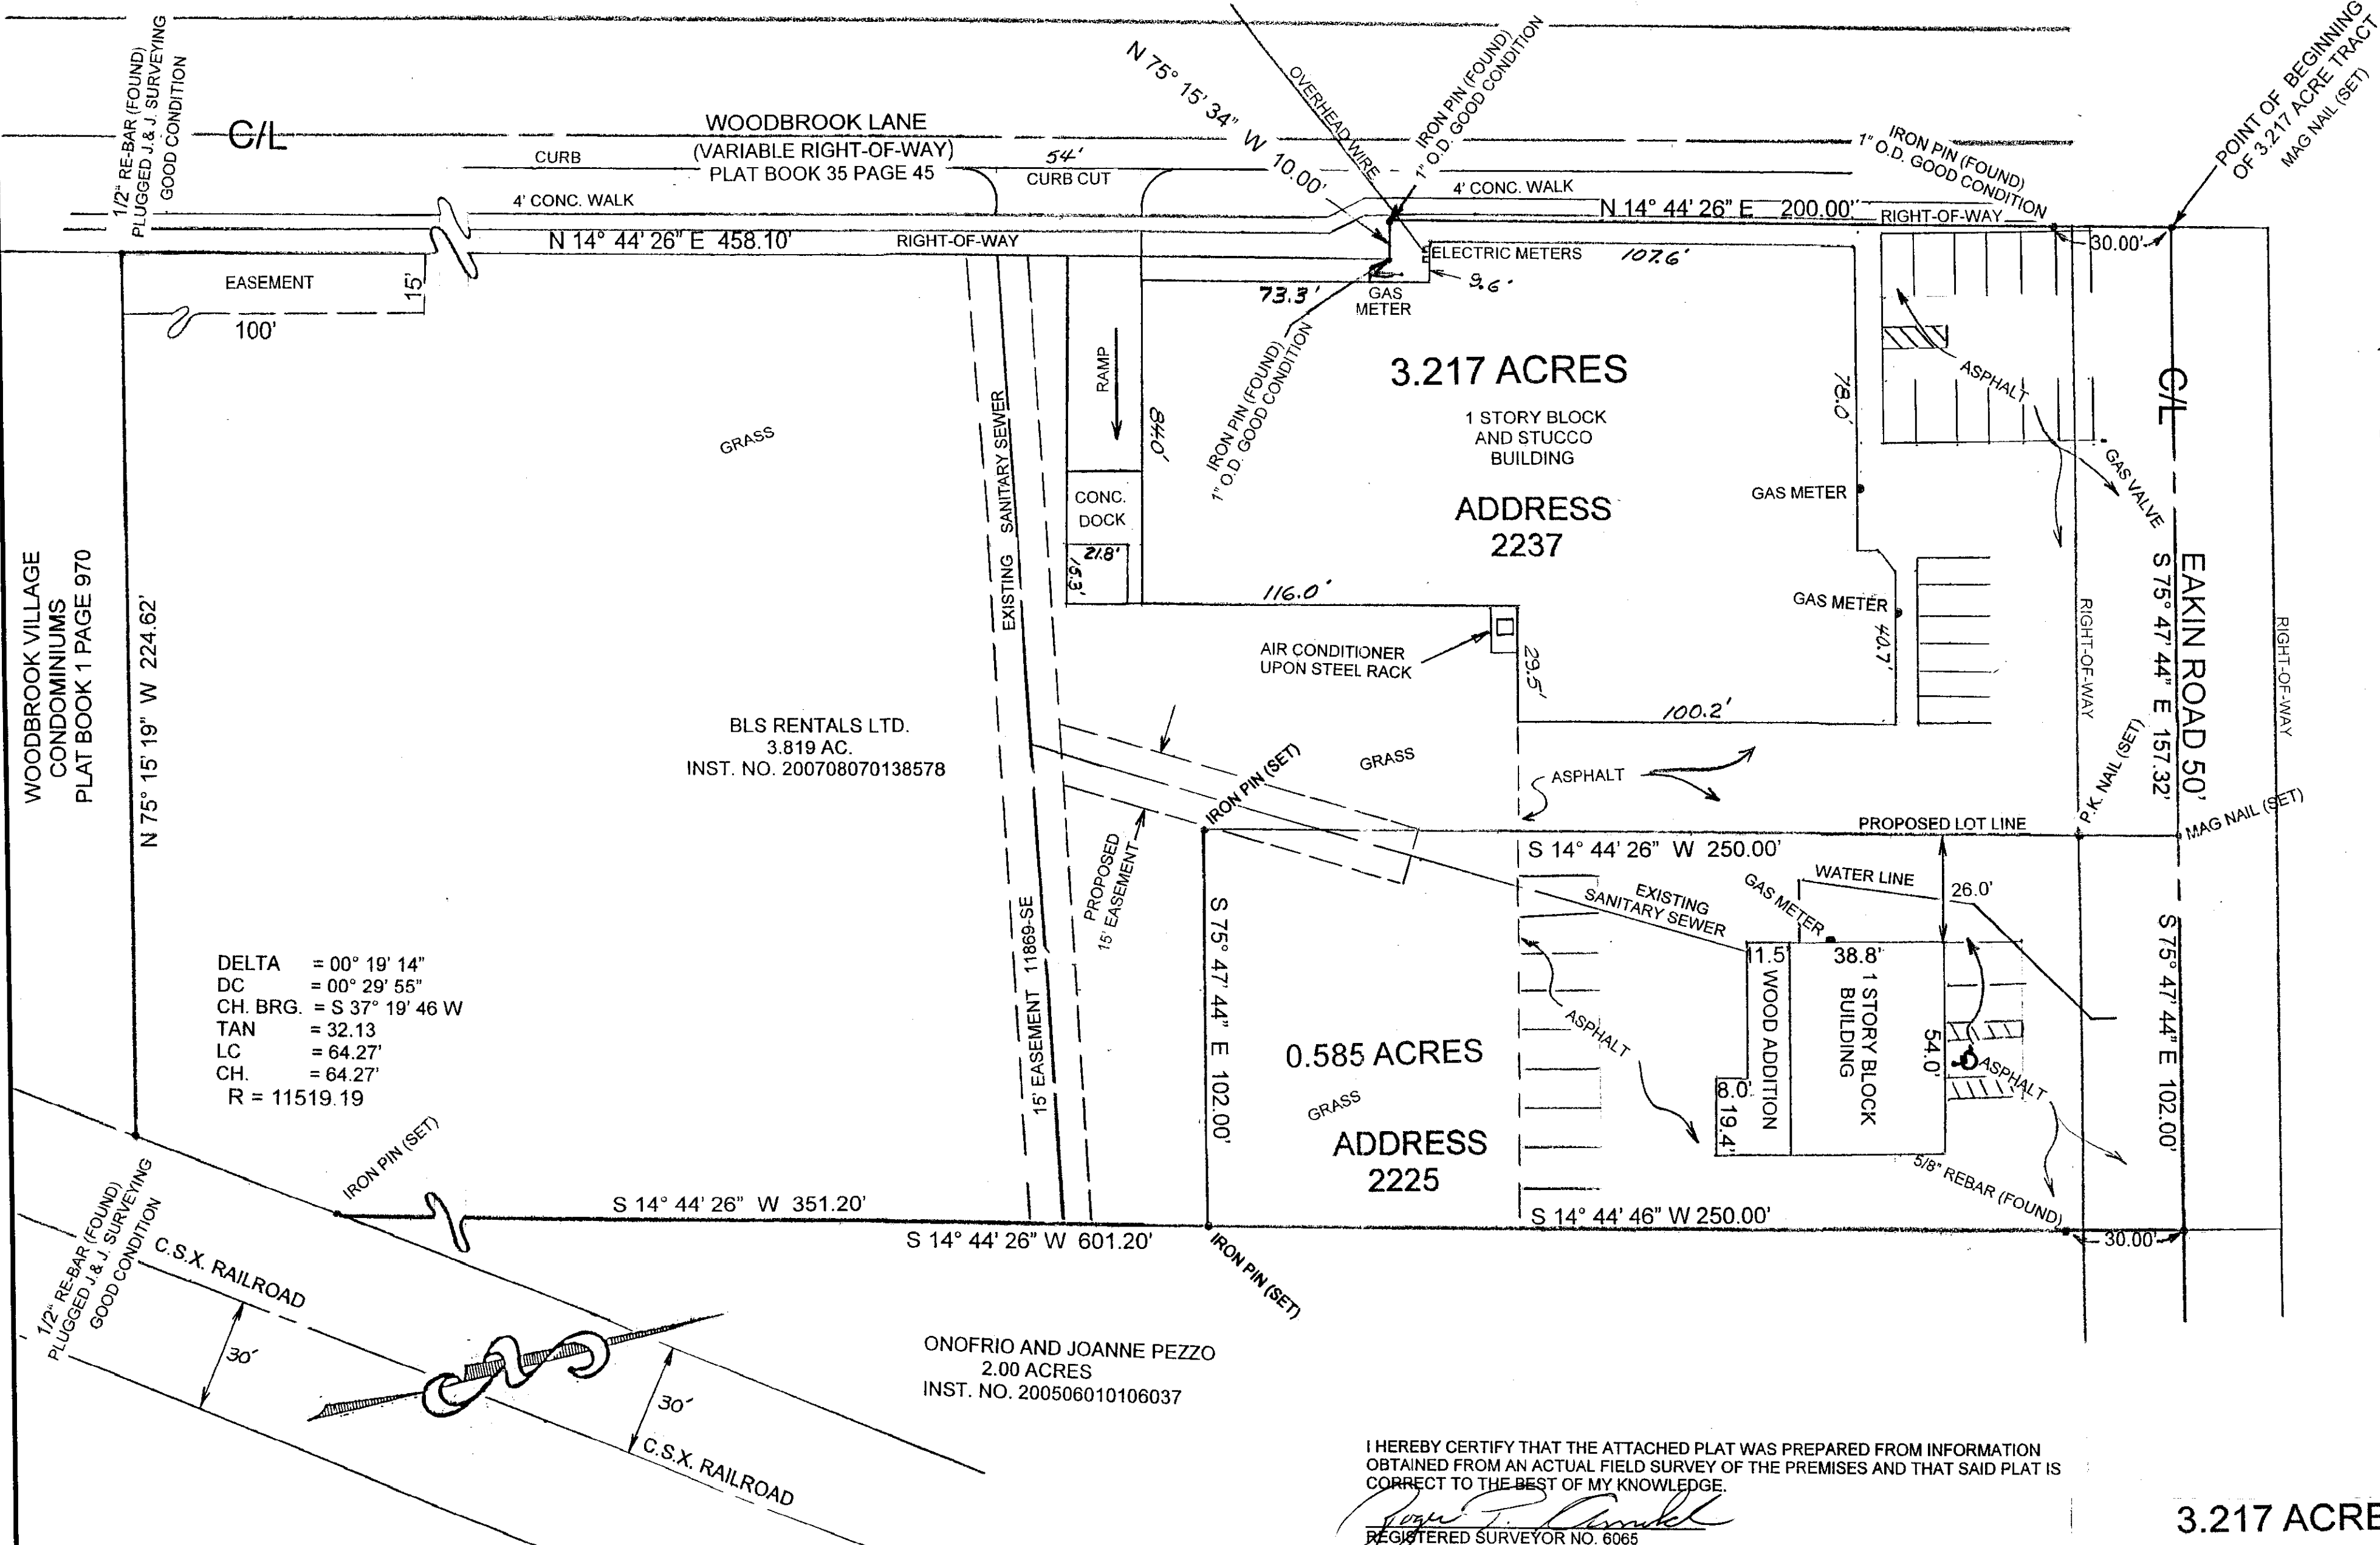 1/2" RE-BAR (FOUND)
PLUGGED J.& J. SURVEYING
GOOD CONDITION
C/L
WOODBROOK LANE
(VARIABLE RIGHT-OF-WAY)
PLAT BOOK 35 PAGE 45
CURB
54'
CURB CUT
4' CONC. WALK
N 75° 15' 34" W 10.00'
OVERHEAD WIRE
IRON PIN (FOUND)
1" O.D. GOOD CONDITION
4' CONC. WALK
IRON PIN (FOUND)
1" O.D. GOOD CONDITION
POINT OF BEGINNING
OF 3.217 ACRE TRACT
MAG NAIL (SET)
N 14° 44' 26" E 458.10'
RIGHT-OF-WAY
N 14° 44' 26" E 200.00'
RIGHT-OF-WAY
30.00'
EASEMENT
15'
100'
ELECTRIC METERS
107.6'
9.6'
73.3'
GAS
METER
IRON PIN (FOUND)
1" O.D. GOOD CONDITION
RAMP
84.0'
3.217 ACRES
1 STORY BLOCK
AND STUCCO
BUILDING
ADDRESS
2237
78.0'
ASPHALT
C/L
GAS VALVE
GRASS
EXISTING SANITARY SEWER
CONC.
DOCK
21.8'
15.3'
GAS METER
116.0'
GAS METER
40.7'
AIR CONDITIONER
UPON STEEL RACK
29.5'
100.2'
WOODBROOK VILLAGE
CONDOMINIUMS
PLAT BOOK 1 PAGE 970
N 75° 15' 19" W 224.62'
S 75° 47' 44" E 157.32'
EAKIN ROAD 50'
RIGHT-OF-WAY
RIGHT-OF-WAY
BLS RENTALS LTD.
3.819 AC.
INST. NO. 200708070138578
IRON PIN (SET)
GRASS
ASPHALT
P.K. NAIL (SET)
MAG NAIL (SET)
PROPOSED LOT LINE
PROPOSED
15' EASEMENT
S 14° 44' 26" W 250.00'
WATER LINE
26.0'
GAS METER
EXISTING
SANITARY SEWER
S 75° 47' 44" E 102.00'
S 75° 47' 44" E 102.00'
DELTA = 00° 19' 14"
DC = 00° 29' 55"
CH. BRG. = S 37° 19' 46 W
TAN = 32.13
LC = 64.27'
CH. = 64.27'
R = 11519.19
15' EASEMENT 11869-SE
11.5'
38.8'
WOOD ADDITION
1 STORY BLOCK
BUILDING
54.0'
8.0'
19.4'
ASPHALT
ASPHALT
0.585 ACRES
GRASS
ADDRESS
2225
5/8" REBAR (FOUND)
IRON PIN (SET)
S 14° 44' 26" W 351.20'
S 14° 44' 46" W 250.00'
S 14° 44' 26" W 601.20'
30.00'
IRON PIN (SET)
1/2" RE-BAR (FOUND)
PLUGGED J.& J. SURVEYING
GOOD CONDITION
C.S.X. RAILROAD
30'
30'
C.S.X. RAILROAD
ONOFRIO AND JOANNE PEZZO
2.00 ACRES
INST. NO. 200506010106037
I HEREBY CERTIFY THAT THE ATTACHED PLAT WAS PREPARED FROM INFORMATION
OBTAINED FROM AN ACTUAL FIELD SURVEY OF THE PREMISES AND THAT SAID PLAT IS
CORRECT TO THE BEST OF MY KNOWLEDGE.
Roger
REGISTERED SURVEYOR NO. 6065
3.217 ACRE